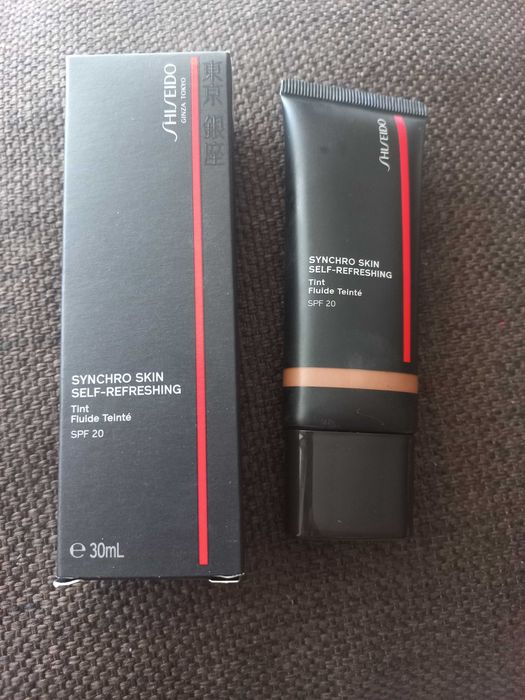 SHISEIDO
GINZA TOKYO
東京 銀座
SYNCHRO SKIN
SELF-REFRESHING
Tint
Fluide Teinté
SPF 20
e 30mL
SHISEIDO
SYNCHRO SKIN
SELF-REFRESHING
Tint
Fluide Teinté
SPF 20